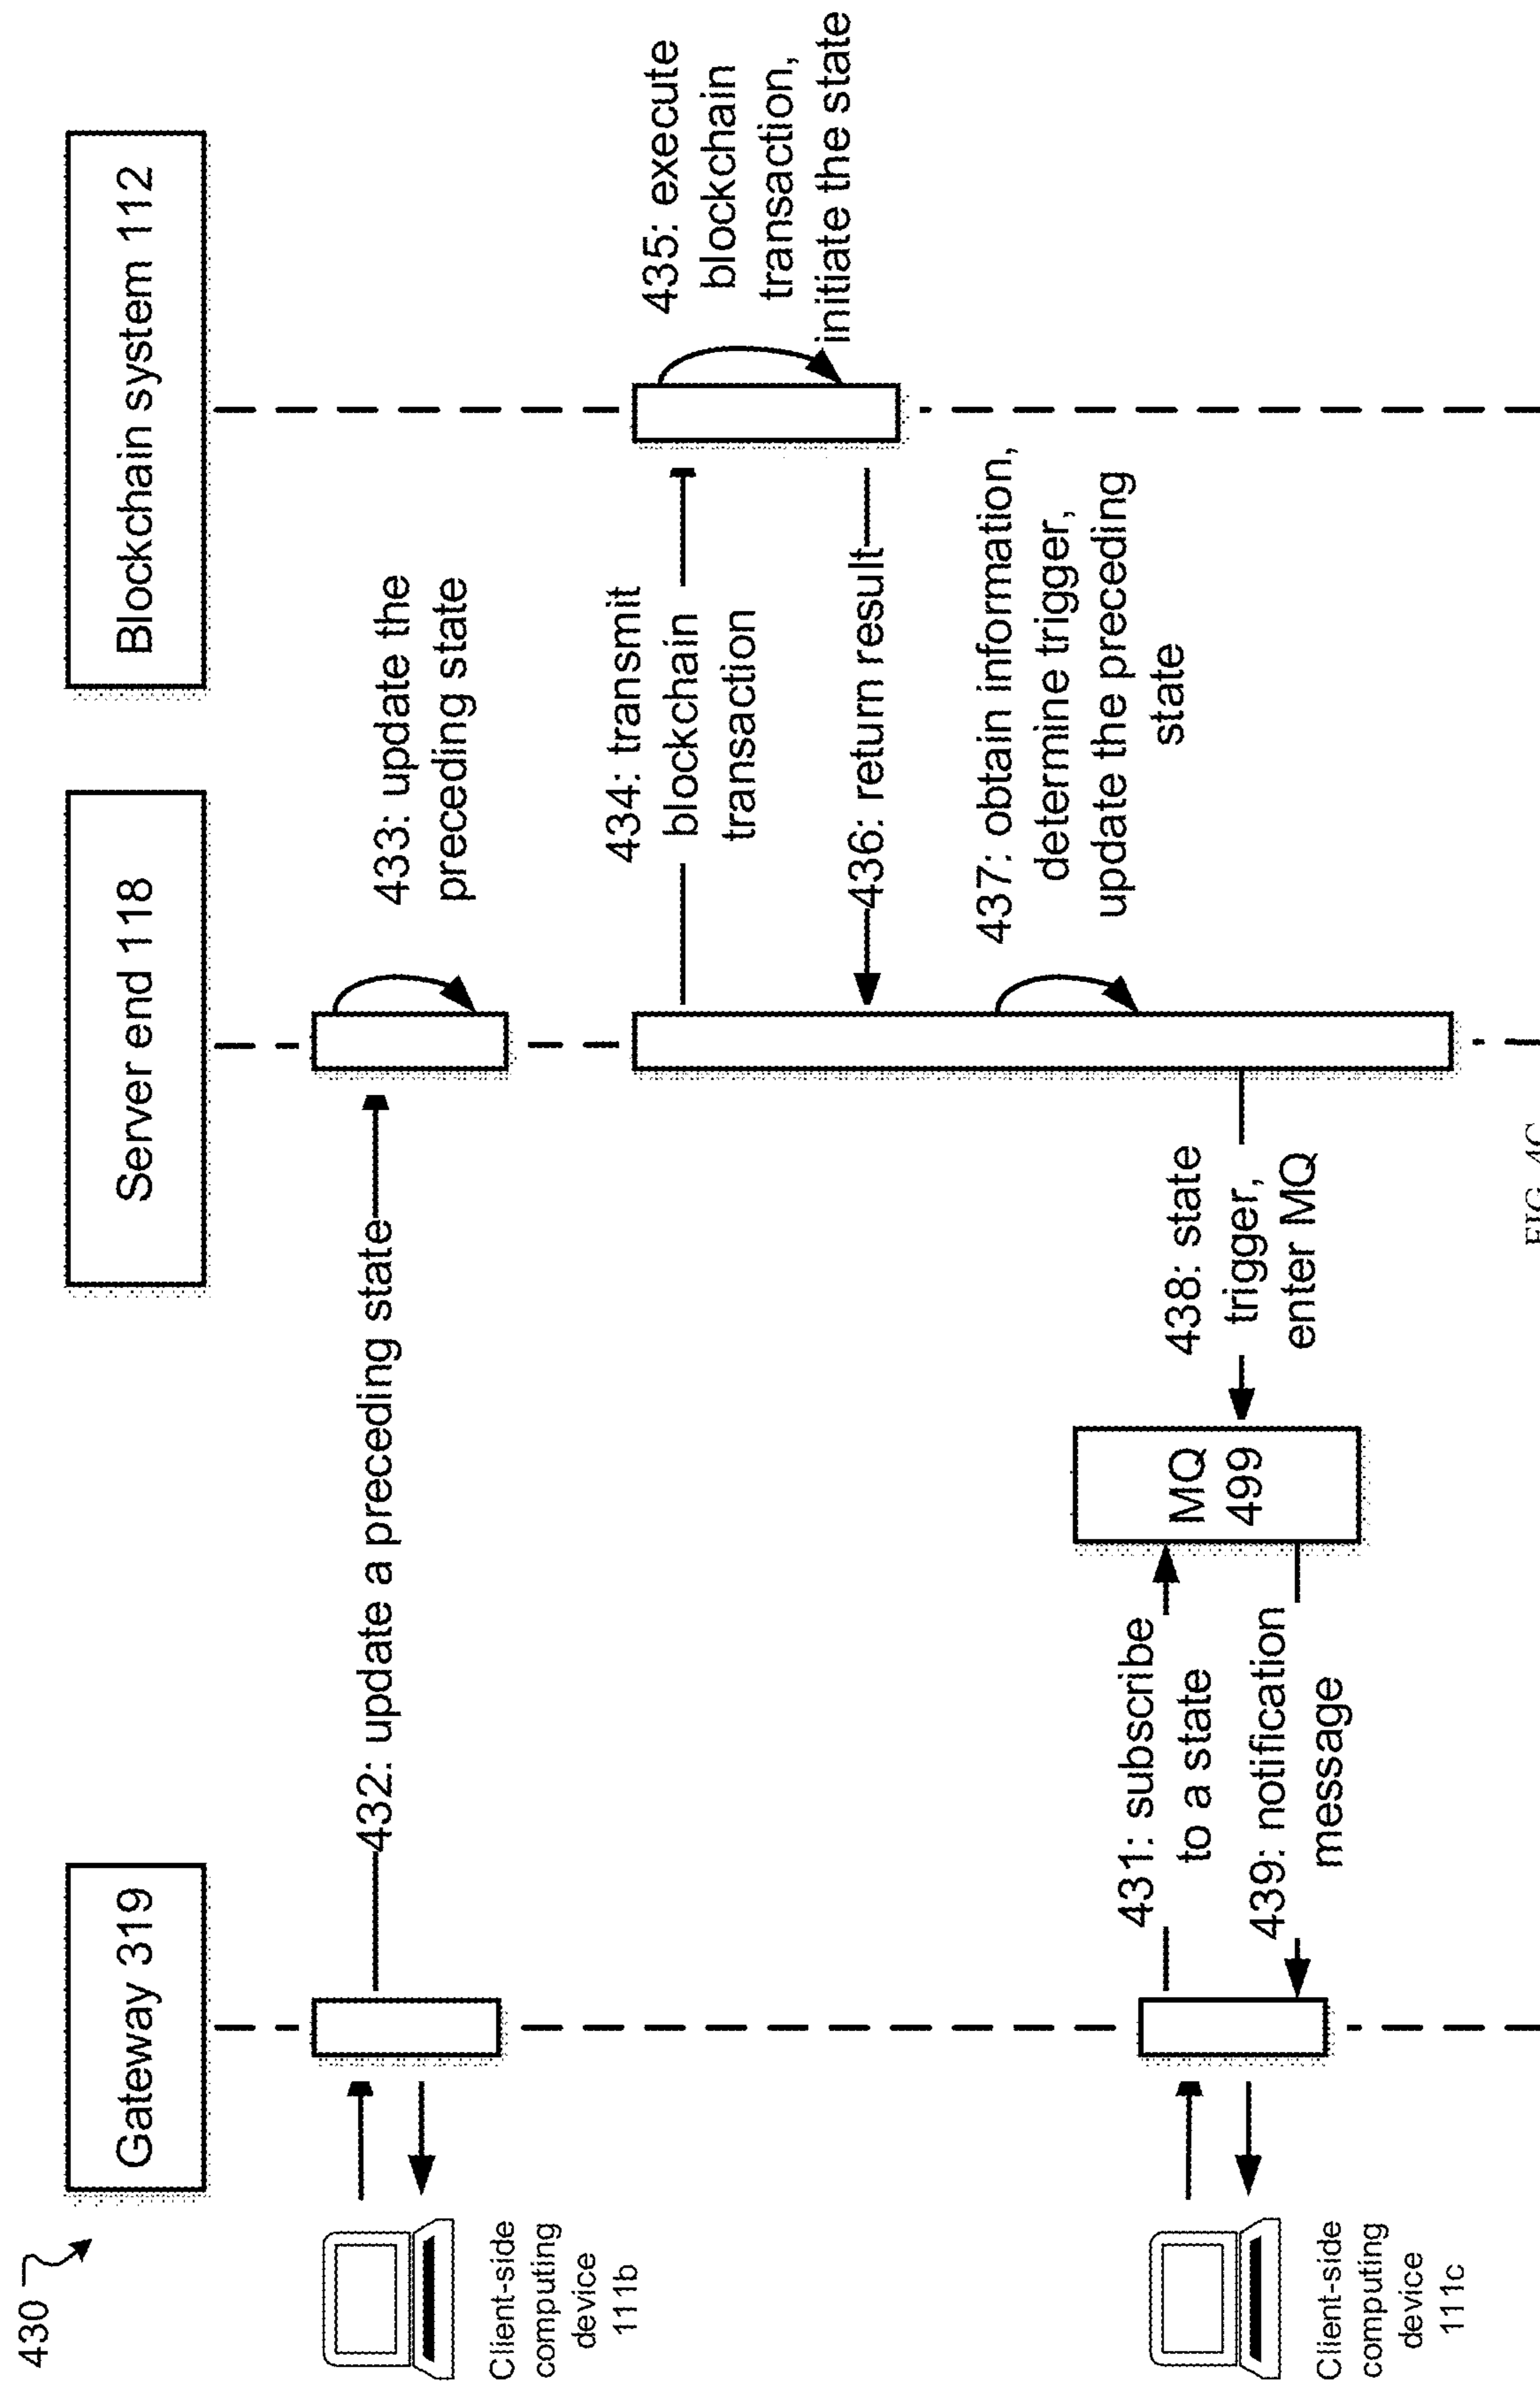 430
Gateway 319
Server end 118
Blockchain system 112
Client-side
computing
device
111b
432: update a preceding state
433: update the
preceding state
434: transmit
blockchain
transaction
435: execute
blockchain
transaction,
initiate the state
436: return result
437: obtain information,
determine trigger,
update the preceding
state
Client-side
computing
device
111c
431: subscribe
to a state
439: notification
message
MQ
499
438: state
trigger,
enter MQ
FIG. 4C